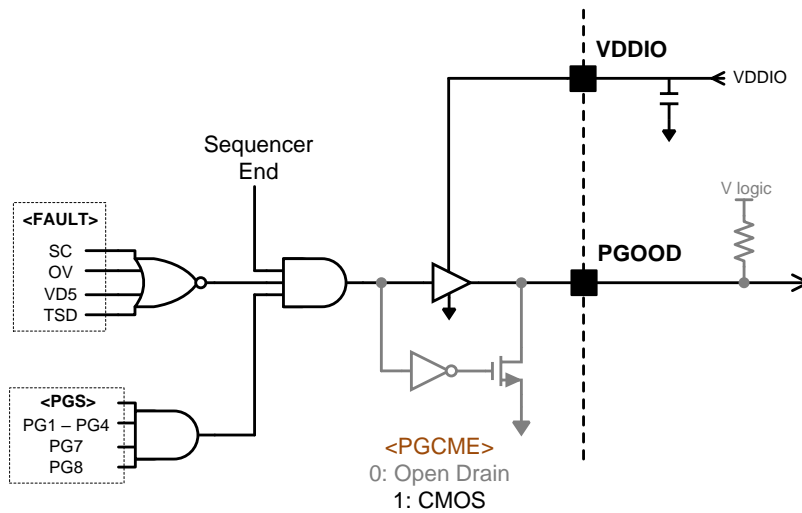 VDDIO
VDDIO
Sequencer
End
V logic
<FAULT>
SC
OV
VD5
TSD
PGOOD
<PGS>
PG1 – PG4
PG7
PG8
<PGCME>
0: Open Drain
1: CMOS